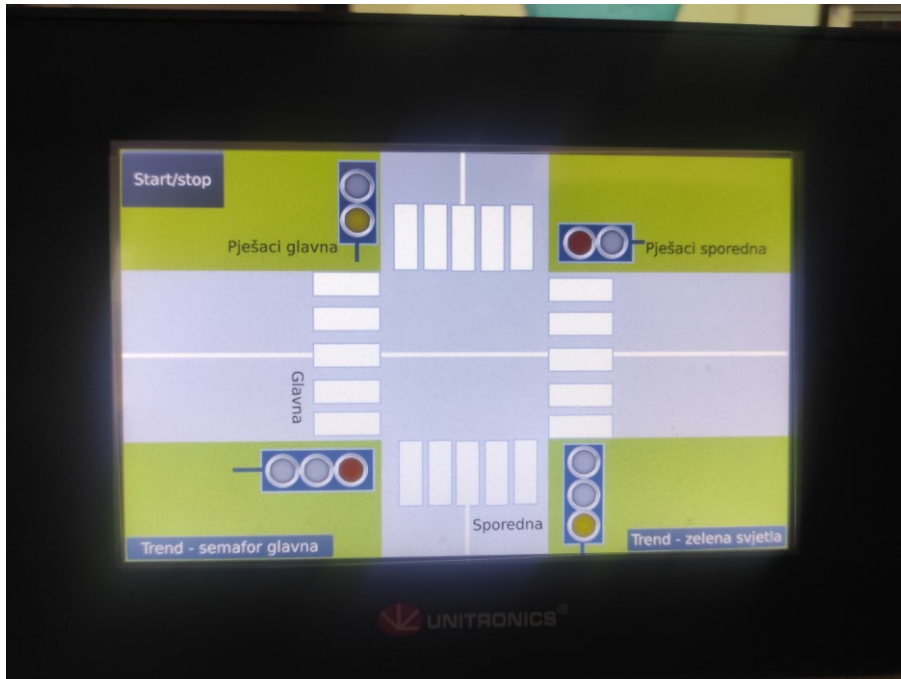 Start/stop
Pješaci glavna
Pješaci sporedna
Glavna
Sporedna
Trend - semafor glavna
Trend - zelena svjetla
UNITRONICS®